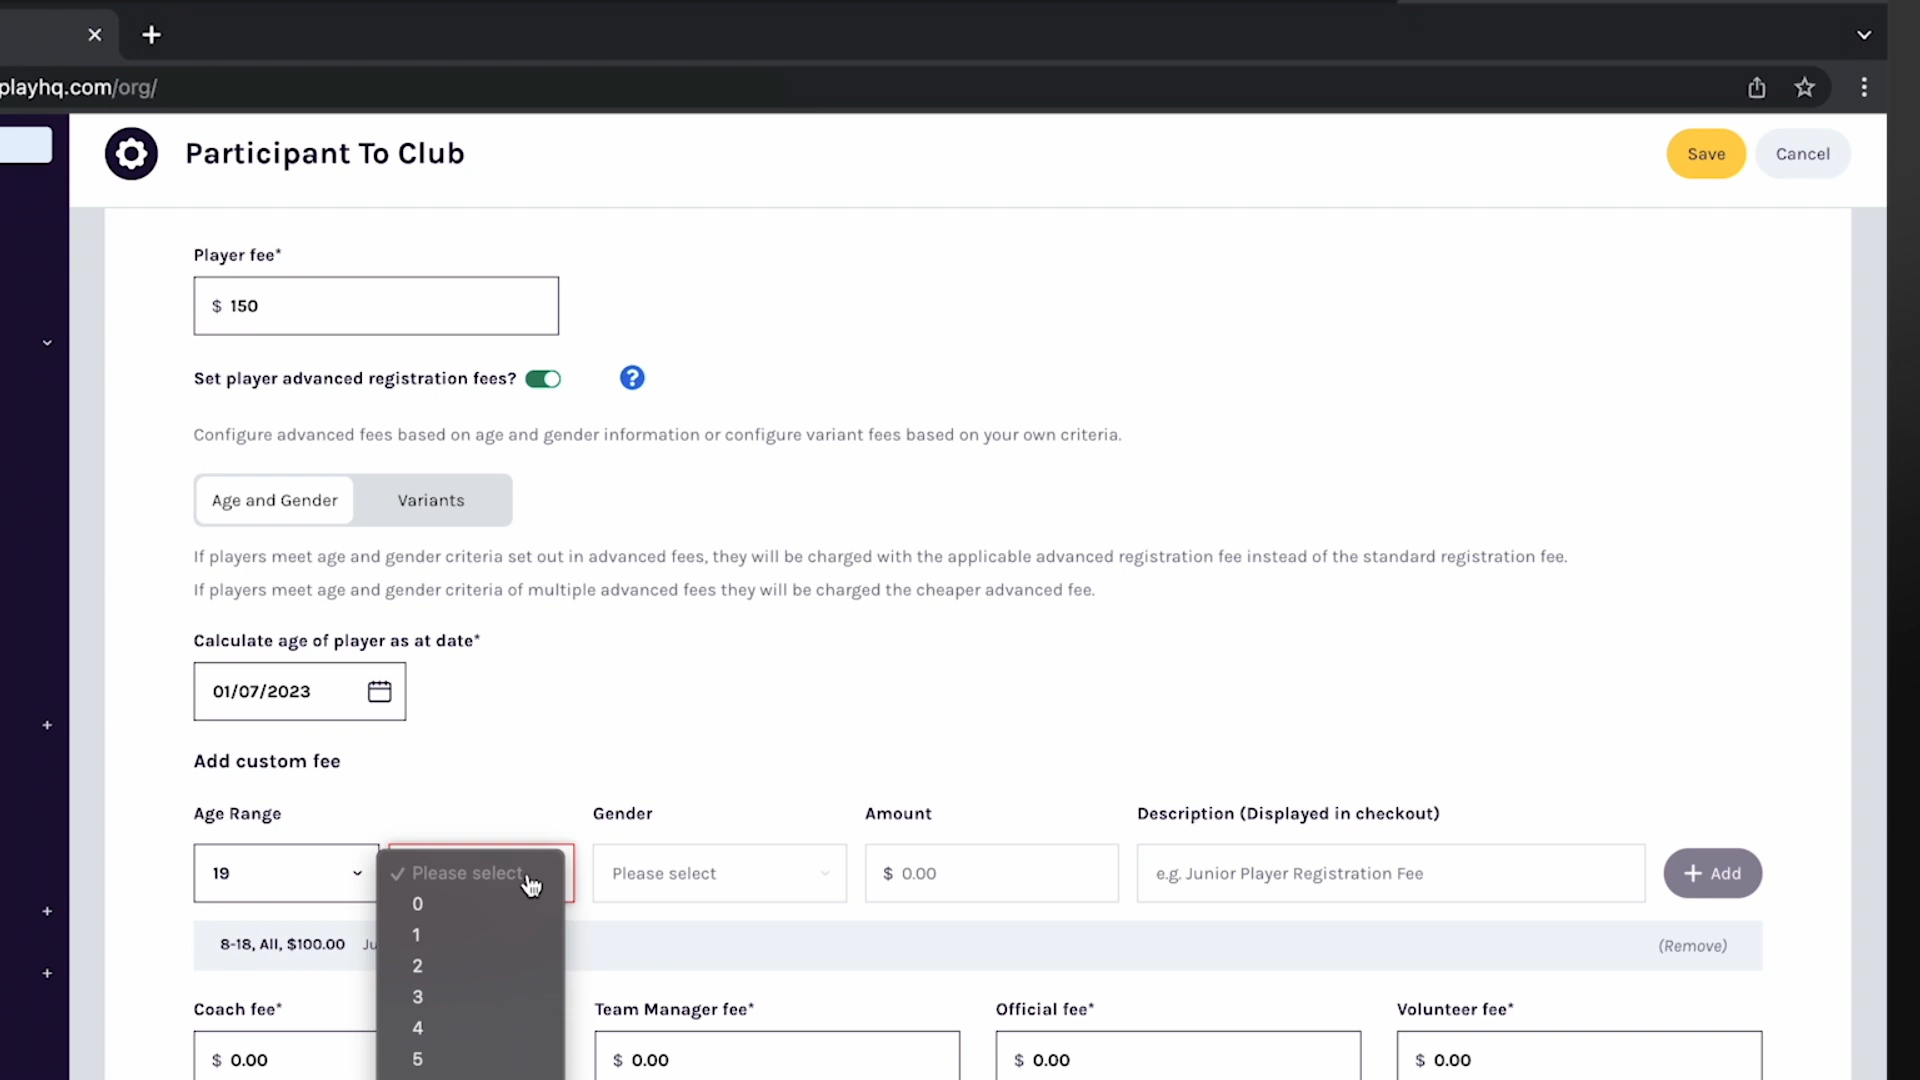 playhq.com/org/
Participant To Club
Save
Cancel
Player fee*
$ 150
Set player advanced registration fees?
?
Configure advanced fees based on age and gender information or configure variant fees based on your own criteria.
Age and Gender
Variants
If players meet age and gender criteria set out in advanced fees, they will be charged with the applicable advanced registration fee instead of the standard registration fee.
If players meet age and gender criteria of multiple advanced fees they will be charged the cheaper advanced fee.
Calculate age of player as at date*
01/07/2023
Add custom fee
Age Range
Gender
Amount
Description (Displayed in checkout)
19
✓ Please select
Please select
$ 0.00
e.g. Junior Player Registration Fee
+ Add
0
1
2
3
4
5
8-18, All, $100.00 Ju
(Remove)
Coach fee*
Team Manager fee*
Official fee*
Volunteer fee*
$ 0.00
$ 0.00
$ 0.00
$ 0.00